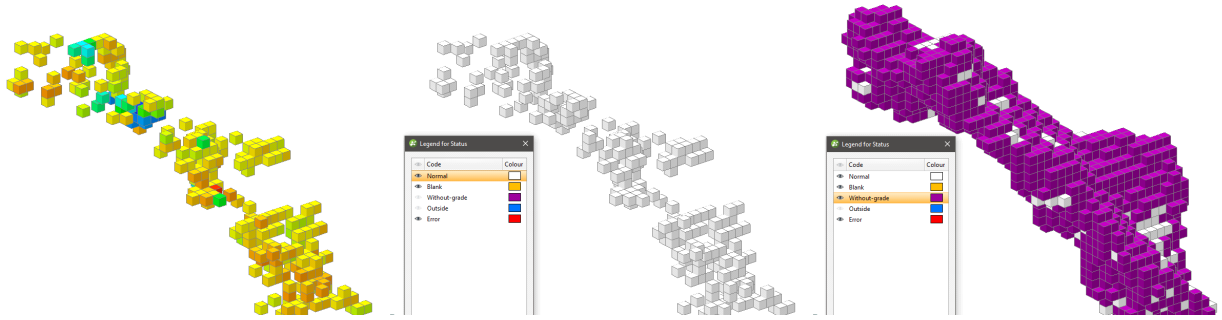 Legend for Status
Code Colour
Normal
Blank
Without-grade
Outside
Error
Legend for Status
Code Colour
Normal
Blank
Without-grade
Outside
Error